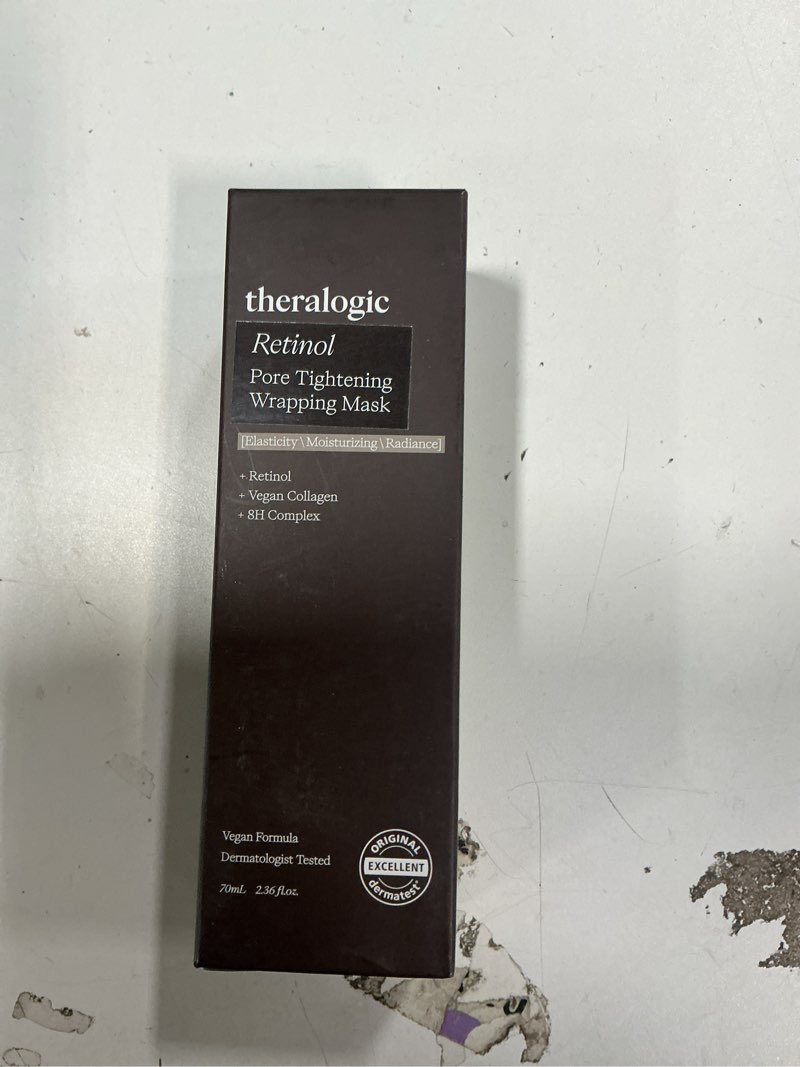 theralogic
Retinol
Pore Tightening
Wrapping Mask
[Elasticity \ Moisturizing \ Radiance]
+ Retinol
+ Vegan Collagen
+ 8H Complex
Vegan Formula
Dermatologist Tested
70mL 2.36 fl.oz.
ORIGINAL
EXCELLENT
dermatest®